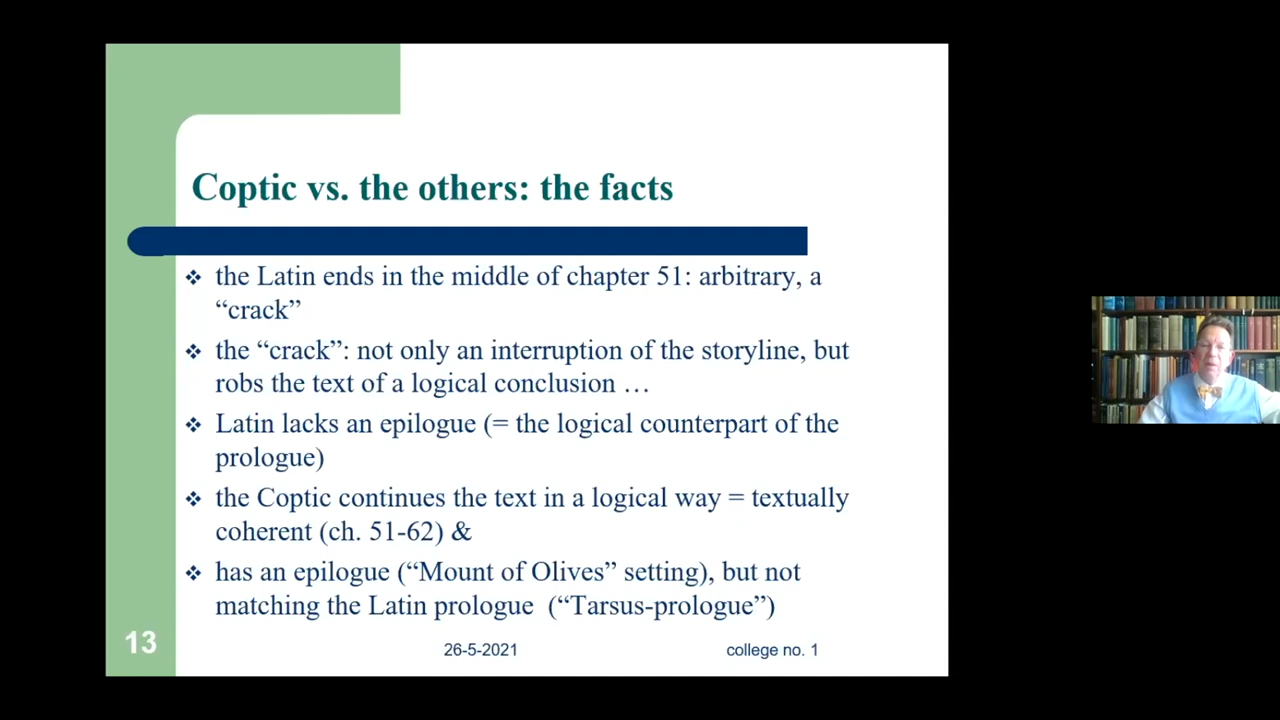 Coptic vs. the others: the facts
❖ the Latin ends in the middle of chapter 51: arbitrary, a
“crack”
❖ the “crack”: not only an interruption of the storyline, but
robs the text of a logical conclusion …
❖ Latin lacks an epilogue (= the logical counterpart of the
prologue)
❖ the Coptic continues the text in a logical way = textually
coherent (ch. 51-62) &
❖ has an epilogue (“Mount of Olives” setting), but not
matching the Latin prologue (“Tarsus-prologue”)
13
26-5-2021
college no. 1